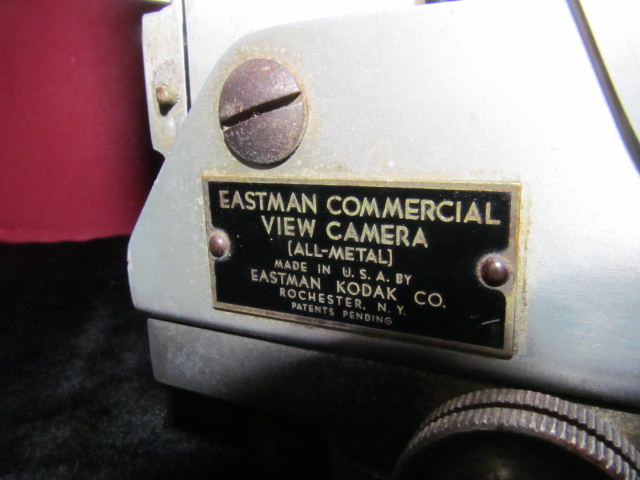 EASTMAN COMMERCIAL
VIEW CAMERA
[ALL-METAL]
MADE IN U.S.A. BY
EASTMAN KODAK CO.
ROCHESTER, N.Y.
PATENTS PENDING